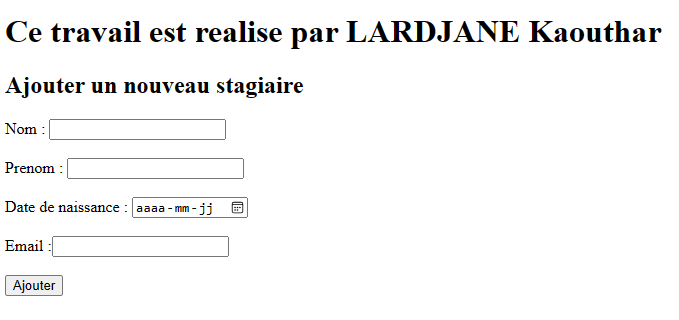 Ce travail est realise par LARDJANE Kaouthar
Ajouter un nouveau stagiaire
Nom :
Prenom :
Date de naissance : aaaa-mm-jj
Email :
Ajouter